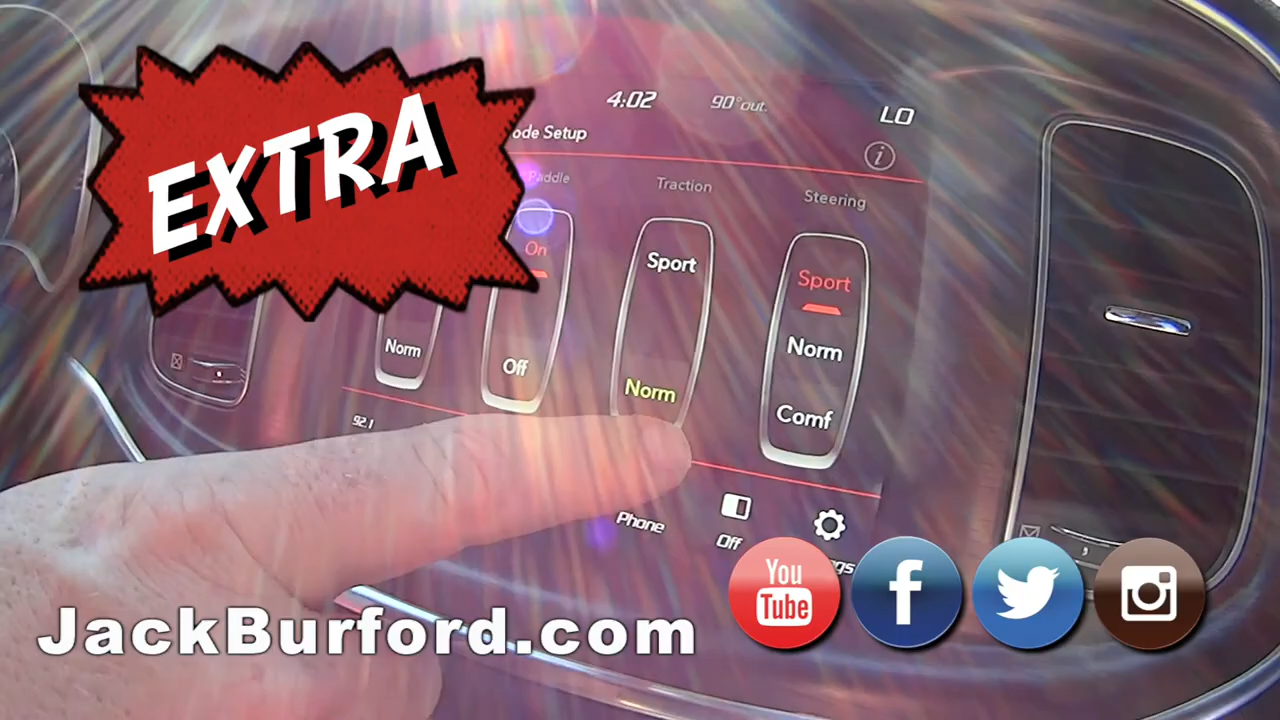 EXTRA
4:02
90°out.
LO
ode Setup
i
Paddle
Traction
Steering
On
Sport
Sport
Norm
Off
Norm
Norm
Comf
92.1
Phone
Off
ngs
JackBurford.com
You
Tube
f